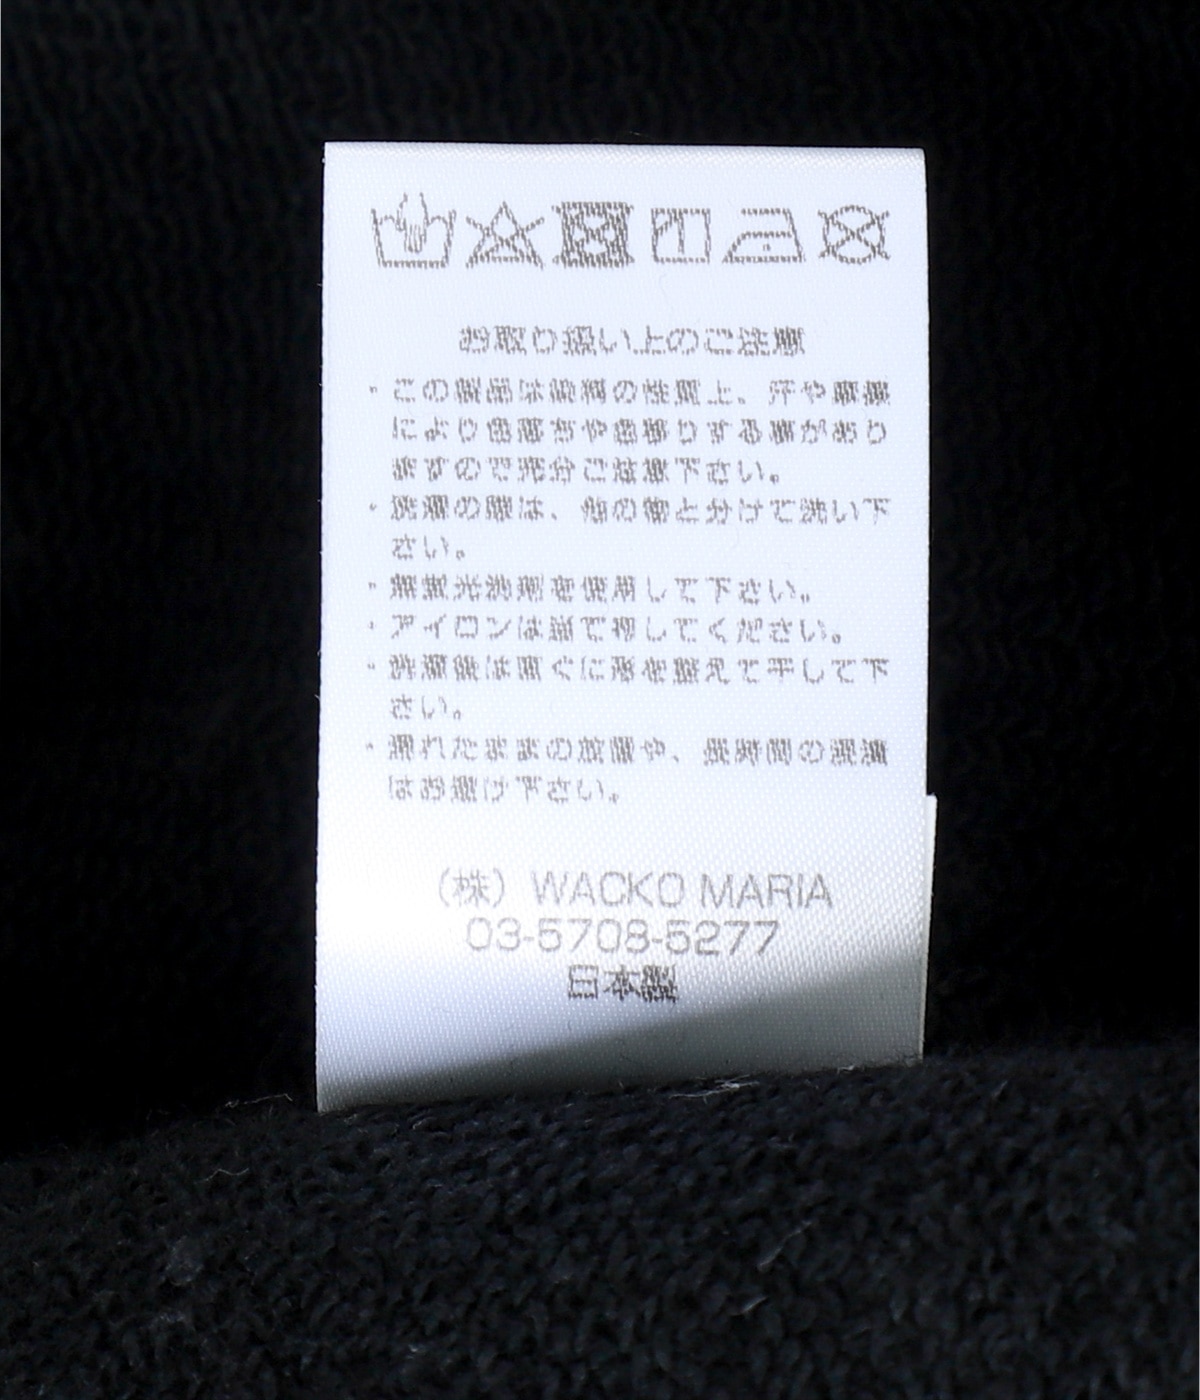 お取り扱い上のご注意
・この製品は素材の性質上、汗や摩擦
により色落ちや色移りする事があり
ますので充分ご注意下さい。
・洗濯の際は、他の物と分けて洗い下
さい。
・無蛍光洗剤を使用して下さい。
・アイロンは当て布してください。
・洗濯後は直ぐに形を整えて干して下
さい。
・濡れたままの放置や、長時間の浸漬
はお避け下さい。
（株）WACKO MARIA
03-5708-5277
日本製